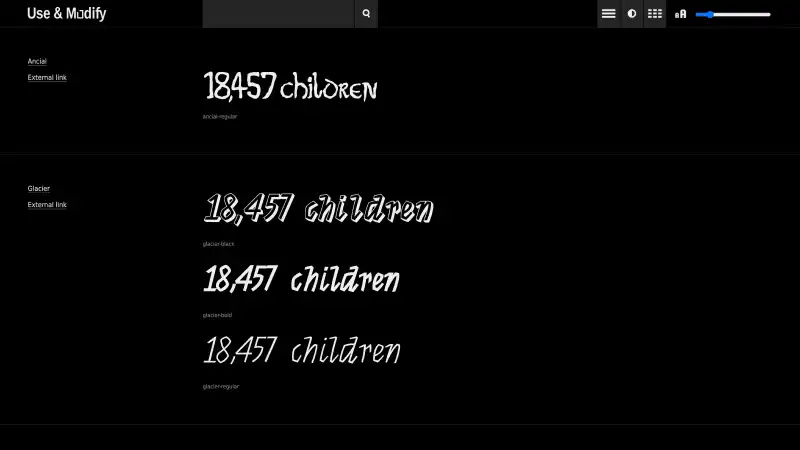 Use & M▯dify
aA
Ancial
External link
18,457 children
ancial-regular
Glacier
External link
18,457 children
glacier-black
18,457 children
glacier-bold
18,457 children
glacier-regular